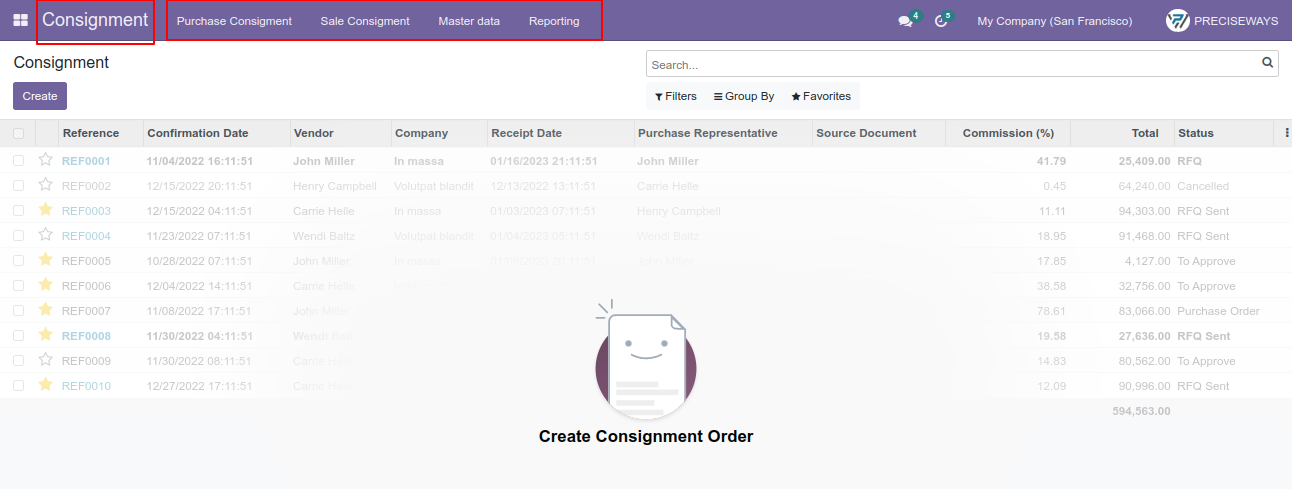 Consignment Purchase Consigment Sale Consigment Master data Reporting 4 5 My Company (San Francisco) PRECISEWAYS
Consignment
Search...
Create
Filters Group By Favorites
Reference Confirmation Date Vendor Company Receipt Date Purchase Representative Source Document Commission (%) Total Status
REF0001 11/04/2022 16:11:51 John Miller In massa 01/16/2023 21:11:51 John Miller 41.79 25,409.00 RFQ
REF0002 12/15/2022 20:11:51 Henry Campbell Volutpat blandit 12/13/2022 13:11:51 Carrie Helle 0.45 64,240.00 Cancelled
REF0003 12/15/2022 04:11:51 Carrie Helle In massa 01/03/2023 07:11:51 Henry Campbell 11.11 94,303.00 RFQ Sent
REF0004 11/23/2022 07:11:51 Wendi Baltz Volutpat blandit 01/04/2023 05:11:51 Wendi Baltz 18.95 91,468.00 RFQ Sent
REF0005 10/28/2022 07:11:51 John Miller In massa John Miller 17.85 4,127.00 To Approve
REF0006 12/04/2022 14:11:51 Carrie Helle 38.58 32,756.00 To Approve
REF0007 11/08/2022 17:11:51 John Miller 78.61 83,066.00 Purchase Order
REF0008 11/30/2022 04:11:51 Wendi 19.58 27,636.00 RFQ Sent
REF0009 11/30/2022 08:11:51 Carrie Helle 14.83 80,562.00 To Approve
REF0010 12/27/2022 17:11:51 Carrie Helle 12.09 90,996.00 RFQ Sent
594,563.00
Create Consignment Order